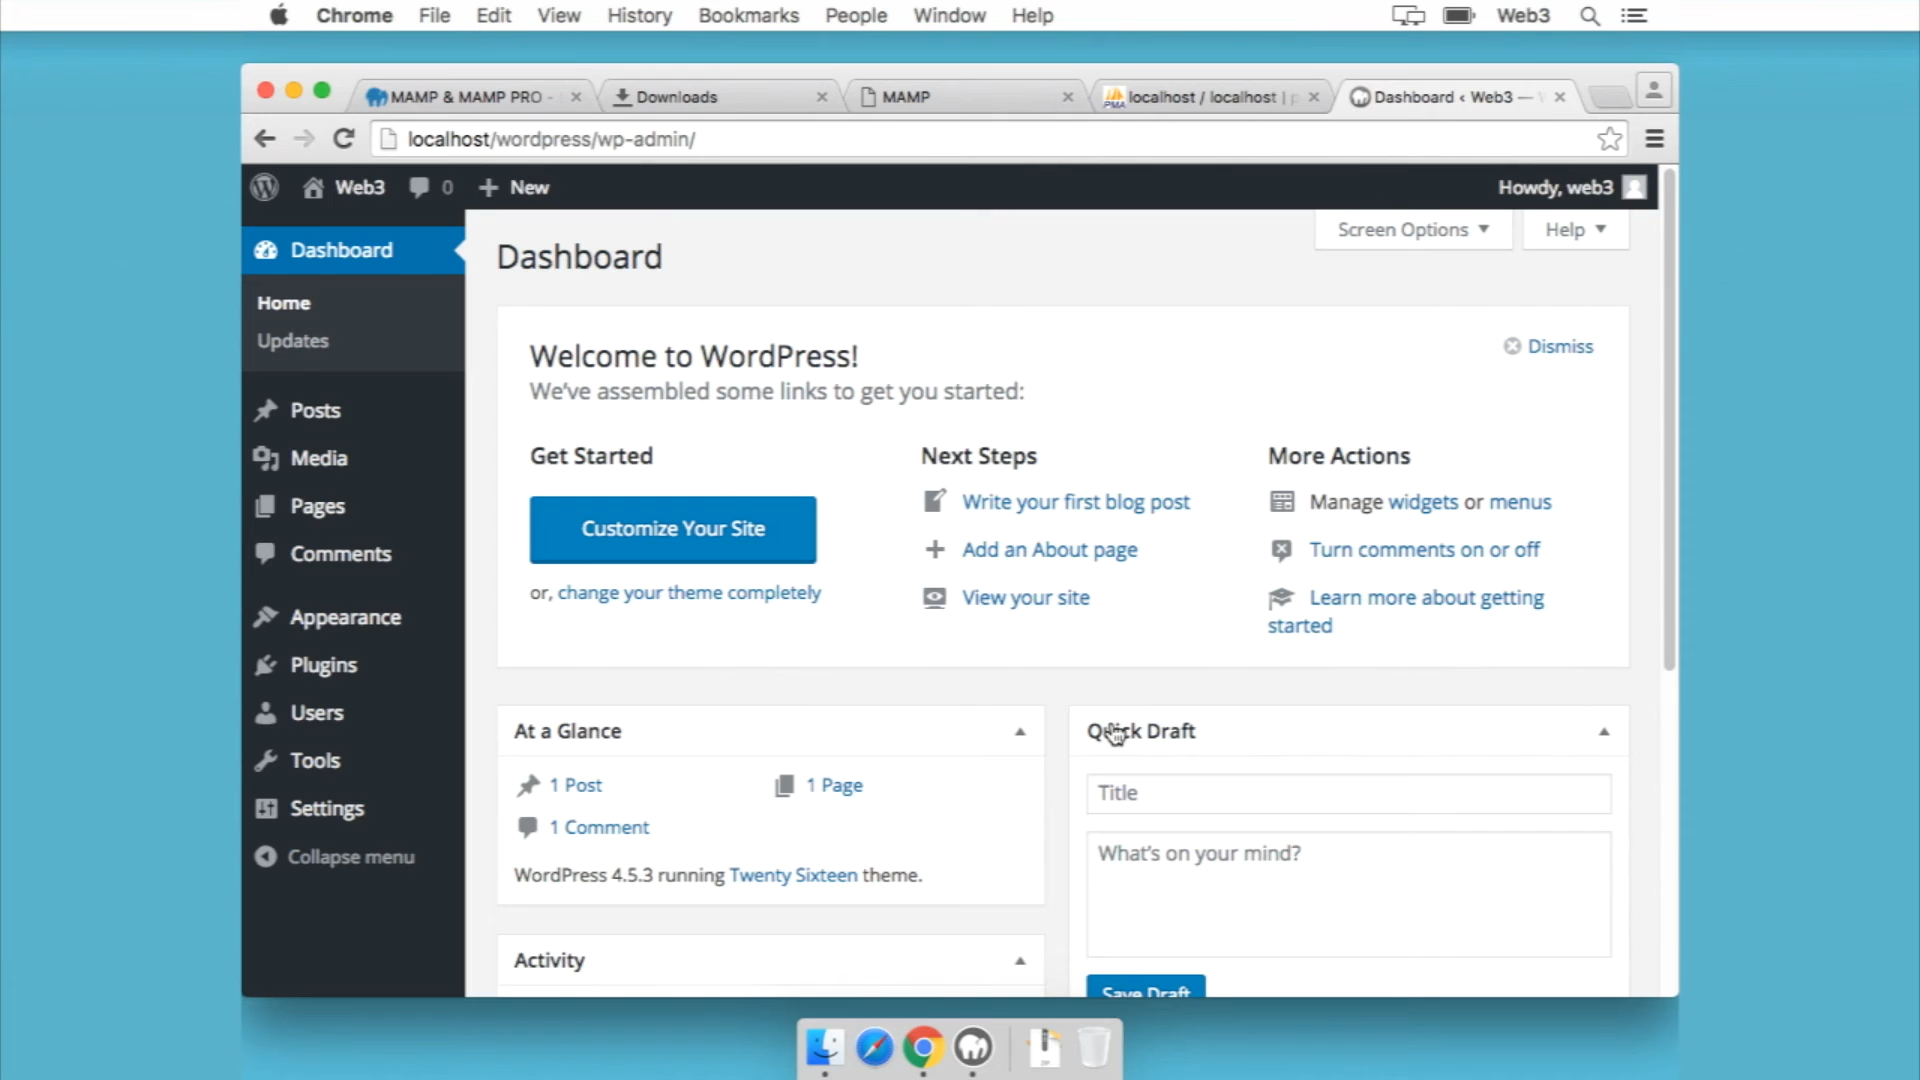 Chrome File Edit View History Bookmarks People Window Help Web3
MAMP & MAMP PRO -
Downloads
MAMP
localhost / localhost |
Dashboard ‹ Web3 —
localhost/wordpress/wp-admin/
Web3 0 New
Howdy, web3
Dashboard
Home
Updates
Posts
Media
Pages
Comments
Appearance
Plugins
Users
Tools
Settings
Collapse menu
Screen Options
Help
Dashboard
Welcome to WordPress!
We've assembled some links to get you started:
Dismiss
Get Started
Customize Your Site
or, change your theme completely
Next Steps
Write your first blog post
Add an About page
View your site
More Actions
Manage widgets or menus
Turn comments on or off
Learn more about getting
started
At a Glance
1 Post
1 Page
1 Comment
WordPress 4.5.3 running Twenty Sixteen theme.
Activity
Quick Draft
Title
What's on your mind?
Save Draft